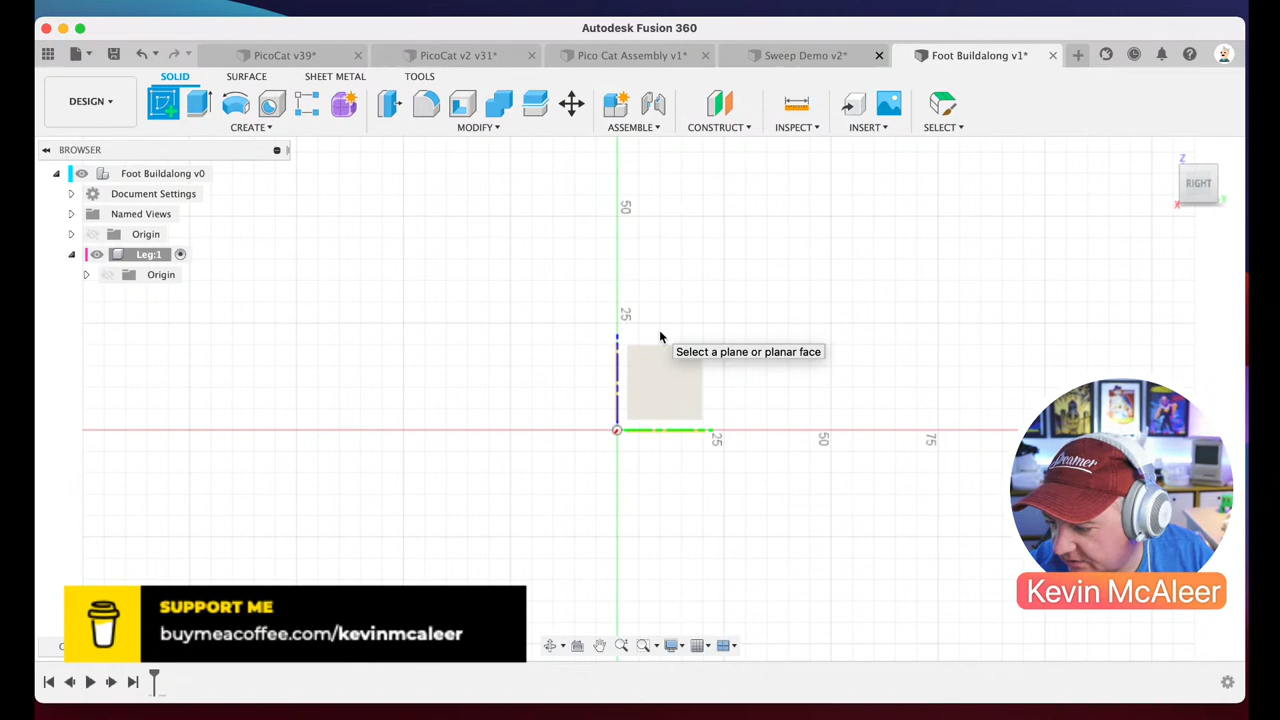 Autodesk Fusion 360
PicoCat v39*
PicoCat v2 v31*
Pico Cat Assembly v1*
Sweep Demo v2*
Foot Buildalong v1*
SOLID
SURFACE
SHEET METAL
TOOLS
DESIGN
CREATE
MODIFY
ASSEMBLE
CONSTRUCT
INSPECT
INSERT
SELECT
BROWSER
Foot Buildalong v0
Document Settings
Named Views
Origin
Leg:1
Origin
50
25
25
50
75
Select a plane or planar face
Z
RIGHT
X
Y
Dreamer
Kevin McAleer
SUPPORT ME
buymeacoffee.com/kevinmcaleer